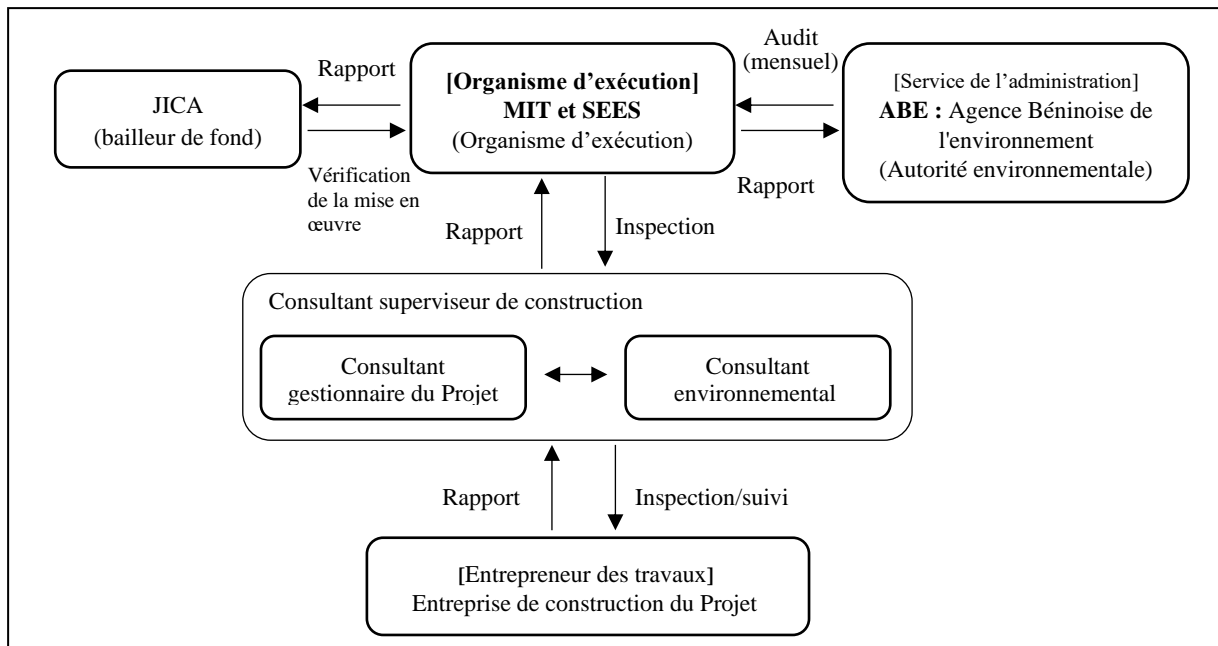 Audit
(mensuel)
Rapport
[Organisme d’exécution]
MIT et SEES
(Organisme d’exécution)
JICA
(bailleur de fond)
[Service de l’administration]
ABE : Agence Béninoise de
l'environnement
(Autorité environnementale)
Vérification
de la mise en
œuvre
Rapport
Rapport
Inspection
Consultant superviseur de construction
Consultant
gestionnaire du Projet
Consultant
environnemental
Rapport
Inspection/suivi
[Entrepreneur des travaux]
Entreprise de construction du Projet